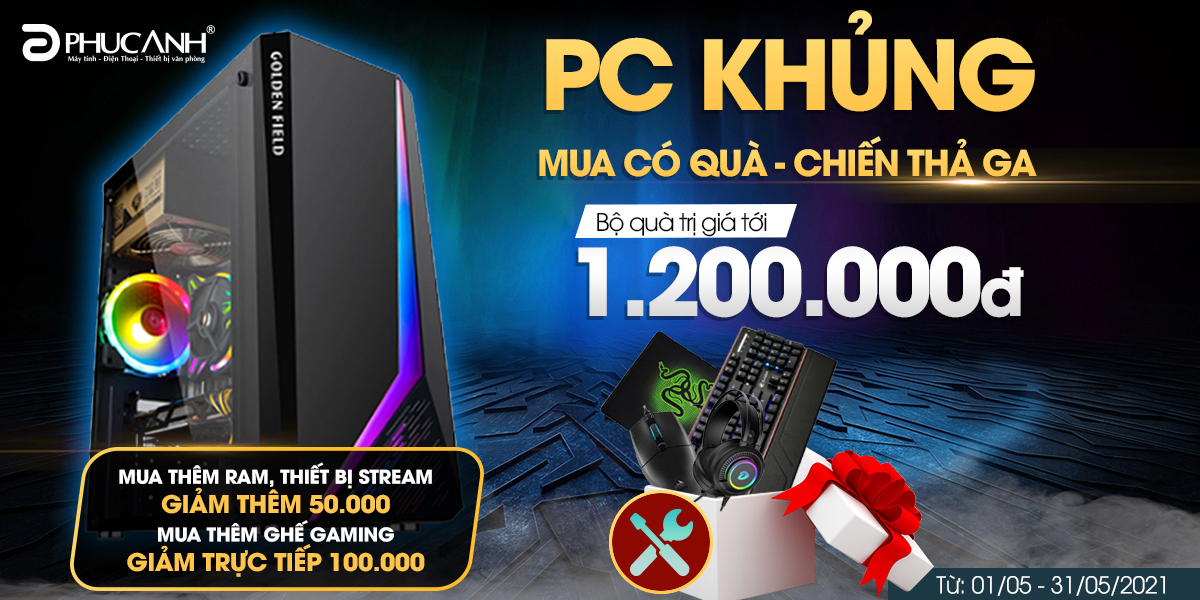 PHUCANH®
Máy tính - Điện Thoại - Thiết bị văn phòng
GOLDEN FIELD
PC KHỦNG
MUA CÓ QUÀ - CHIẾN THẢ GA
Bộ quà trị giá tới
1.200.000đ
MUA THÊM RAM, THIẾT BỊ STREAM
GIẢM THÊM 50.000
MUA THÊM GHẾ GAMING
GIẢM TRỰC TIẾP 100.000
Từ: 01/05 - 31/05/2021